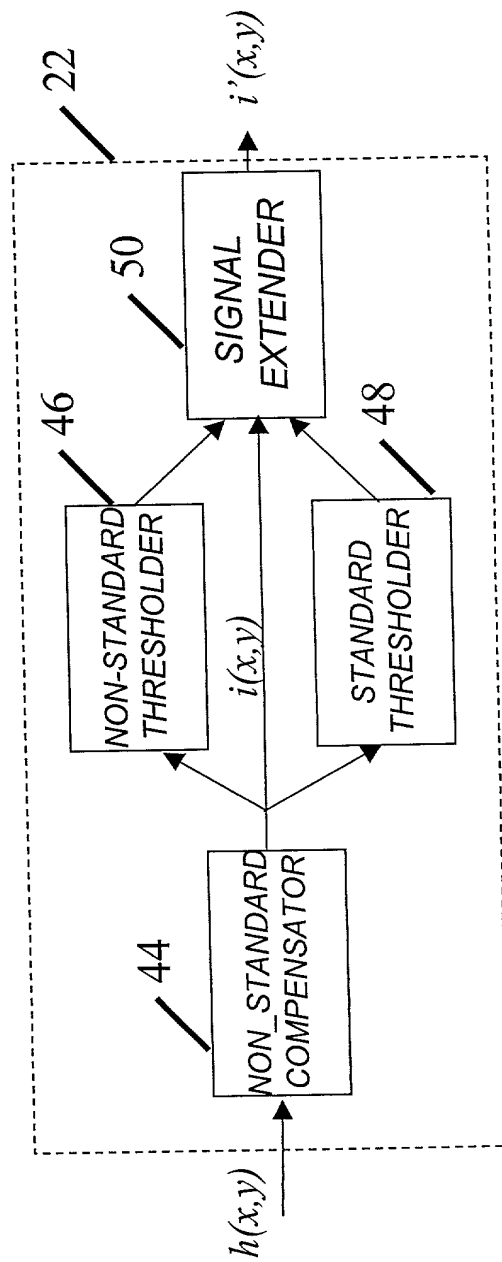 22
h(x,y)
44
NON_STANDARD
COMPENSATOR
46
NON-STANDARD
THRESHOLDER
i(x,y)
STANDARD
THRESHOLDER
48
50
SIGNAL
EXTENDER
i'(x,y)